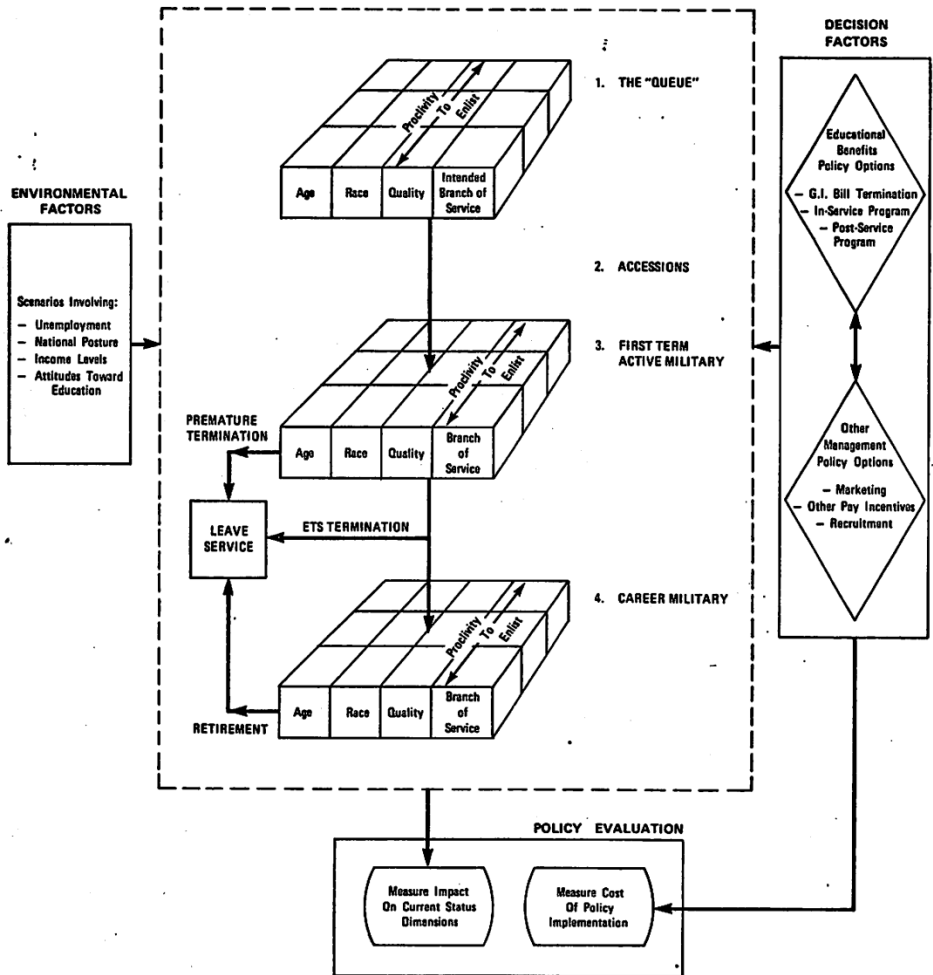 DECISION
FACTORS
1. THE "QUEUE"
Proclivity
To
Enlist
Age
Race
Quality
Intended
Branch of
Service
Educational
Benefits
Policy Options
– G.I. Bill Termination
– In-Service Program
– Post-Service
Program
ENVIRONMENTAL
FACTORS
Scenarios Involving:
– Unemployment
– National Posture
– Income Levels
– Attitudes Toward
Education
2. ACCESSIONS
3. FIRST TERM
ACTIVE MILITARY
Proclivity
To
Enlist
Age
Race
Quality
Branch
of
Service
PREMATURE
TERMINATION
LEAVE
SERVICE
ETS TERMINATION
Other
Management
Policy Options
– Marketing
– Other Pay Incentives
– Recruitment
4. CAREER MILITARY
Proclivity
To
Enlist
Age
Race
Quality
Branch
of
Service
RETIREMENT
POLICY EVALUATION
Measure Impact
On Current Status
Dimensions
Measure Cost
Of Policy
Implementation